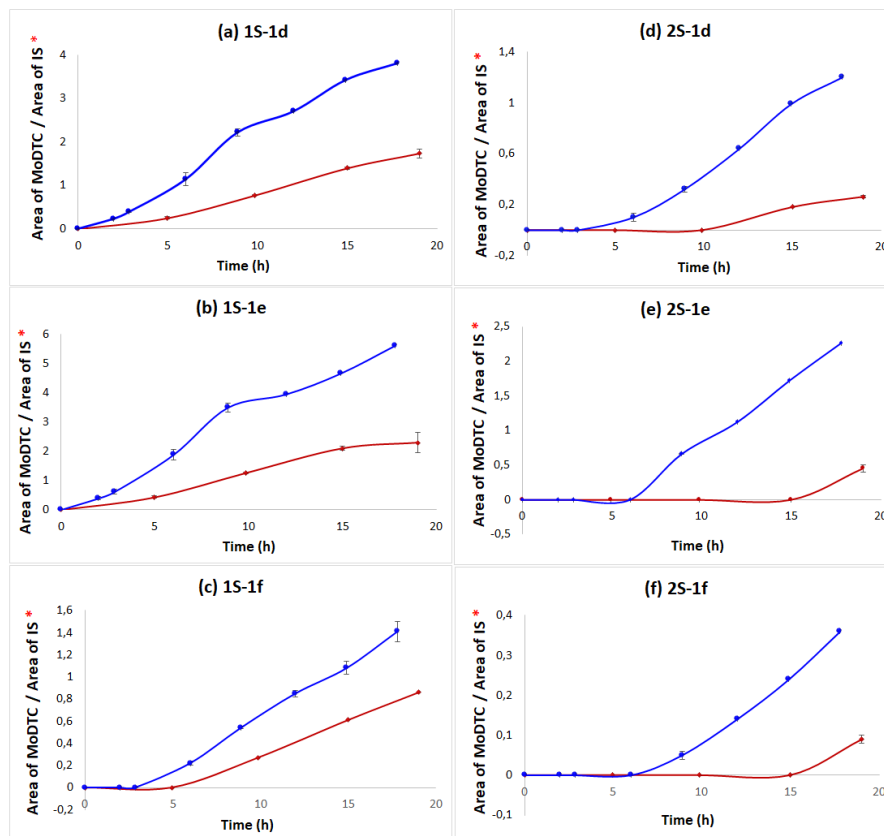 (a) 1S-1d
Area of MoDTC / Area of IS *
4
3
2
1
0
0 5 10 15 20
Time (h)
(d) 2S-1d
Area of MoDTC / Area of IS *
1,4
1
0,6
0,2
-0,2
0 5 10 15 20
Time (h)
(b) 1S-1e
Area of MoDTC / Area of IS *
6
5
4
3
2
1
0
0 5 10 15 20
Time (h)
(e) 2S-1e
Area of MoDTC / Area of IS *
2,5
2
1,5
1
0,5
0
-0,5
0 5 10 15 20
Time (h)
(c) 1S-1f
Area of MoDTC / Area of IS *
1,6
1,4
1,2
1
0,8
0,6
0,4
0,2
0
-0,2
0 5 10 15 20
Time (h)
(f) 2S-1f
Area of MoDTC / Area of IS *
0,4
0,3
0,2
0,1
0
-0,1
0 5 10 15 20
Time (h)